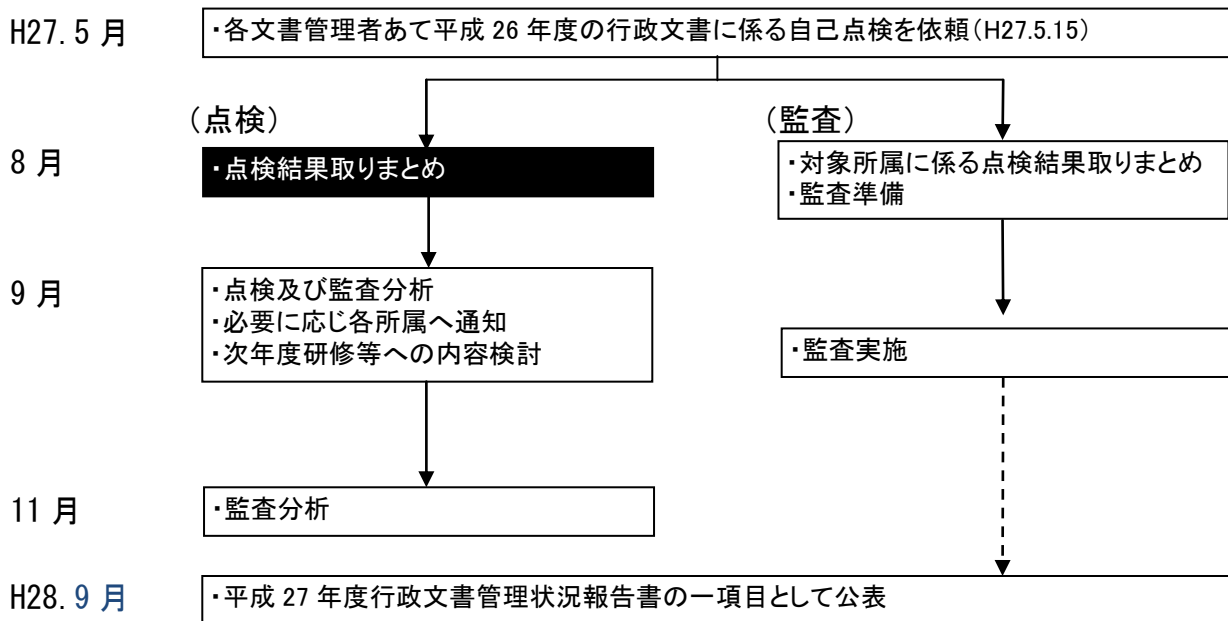 H27.5月
・各文書管理者あて平成 26 年度の行政文書に係る自己点検を依頼(H27.5.15)
(点検)
(監査)
8 月
・点検結果取りまとめ
・対象所属に係る点検結果取りまとめ
・監査準備
9 月
・点検及び監査分析
・必要に応じ各所属へ通知
・次年度研修等への内容検討
・監査実施
11 月
・監査分析
H28.9月
・平成 27 年度行政文書管理状況報告書の一項目として公表